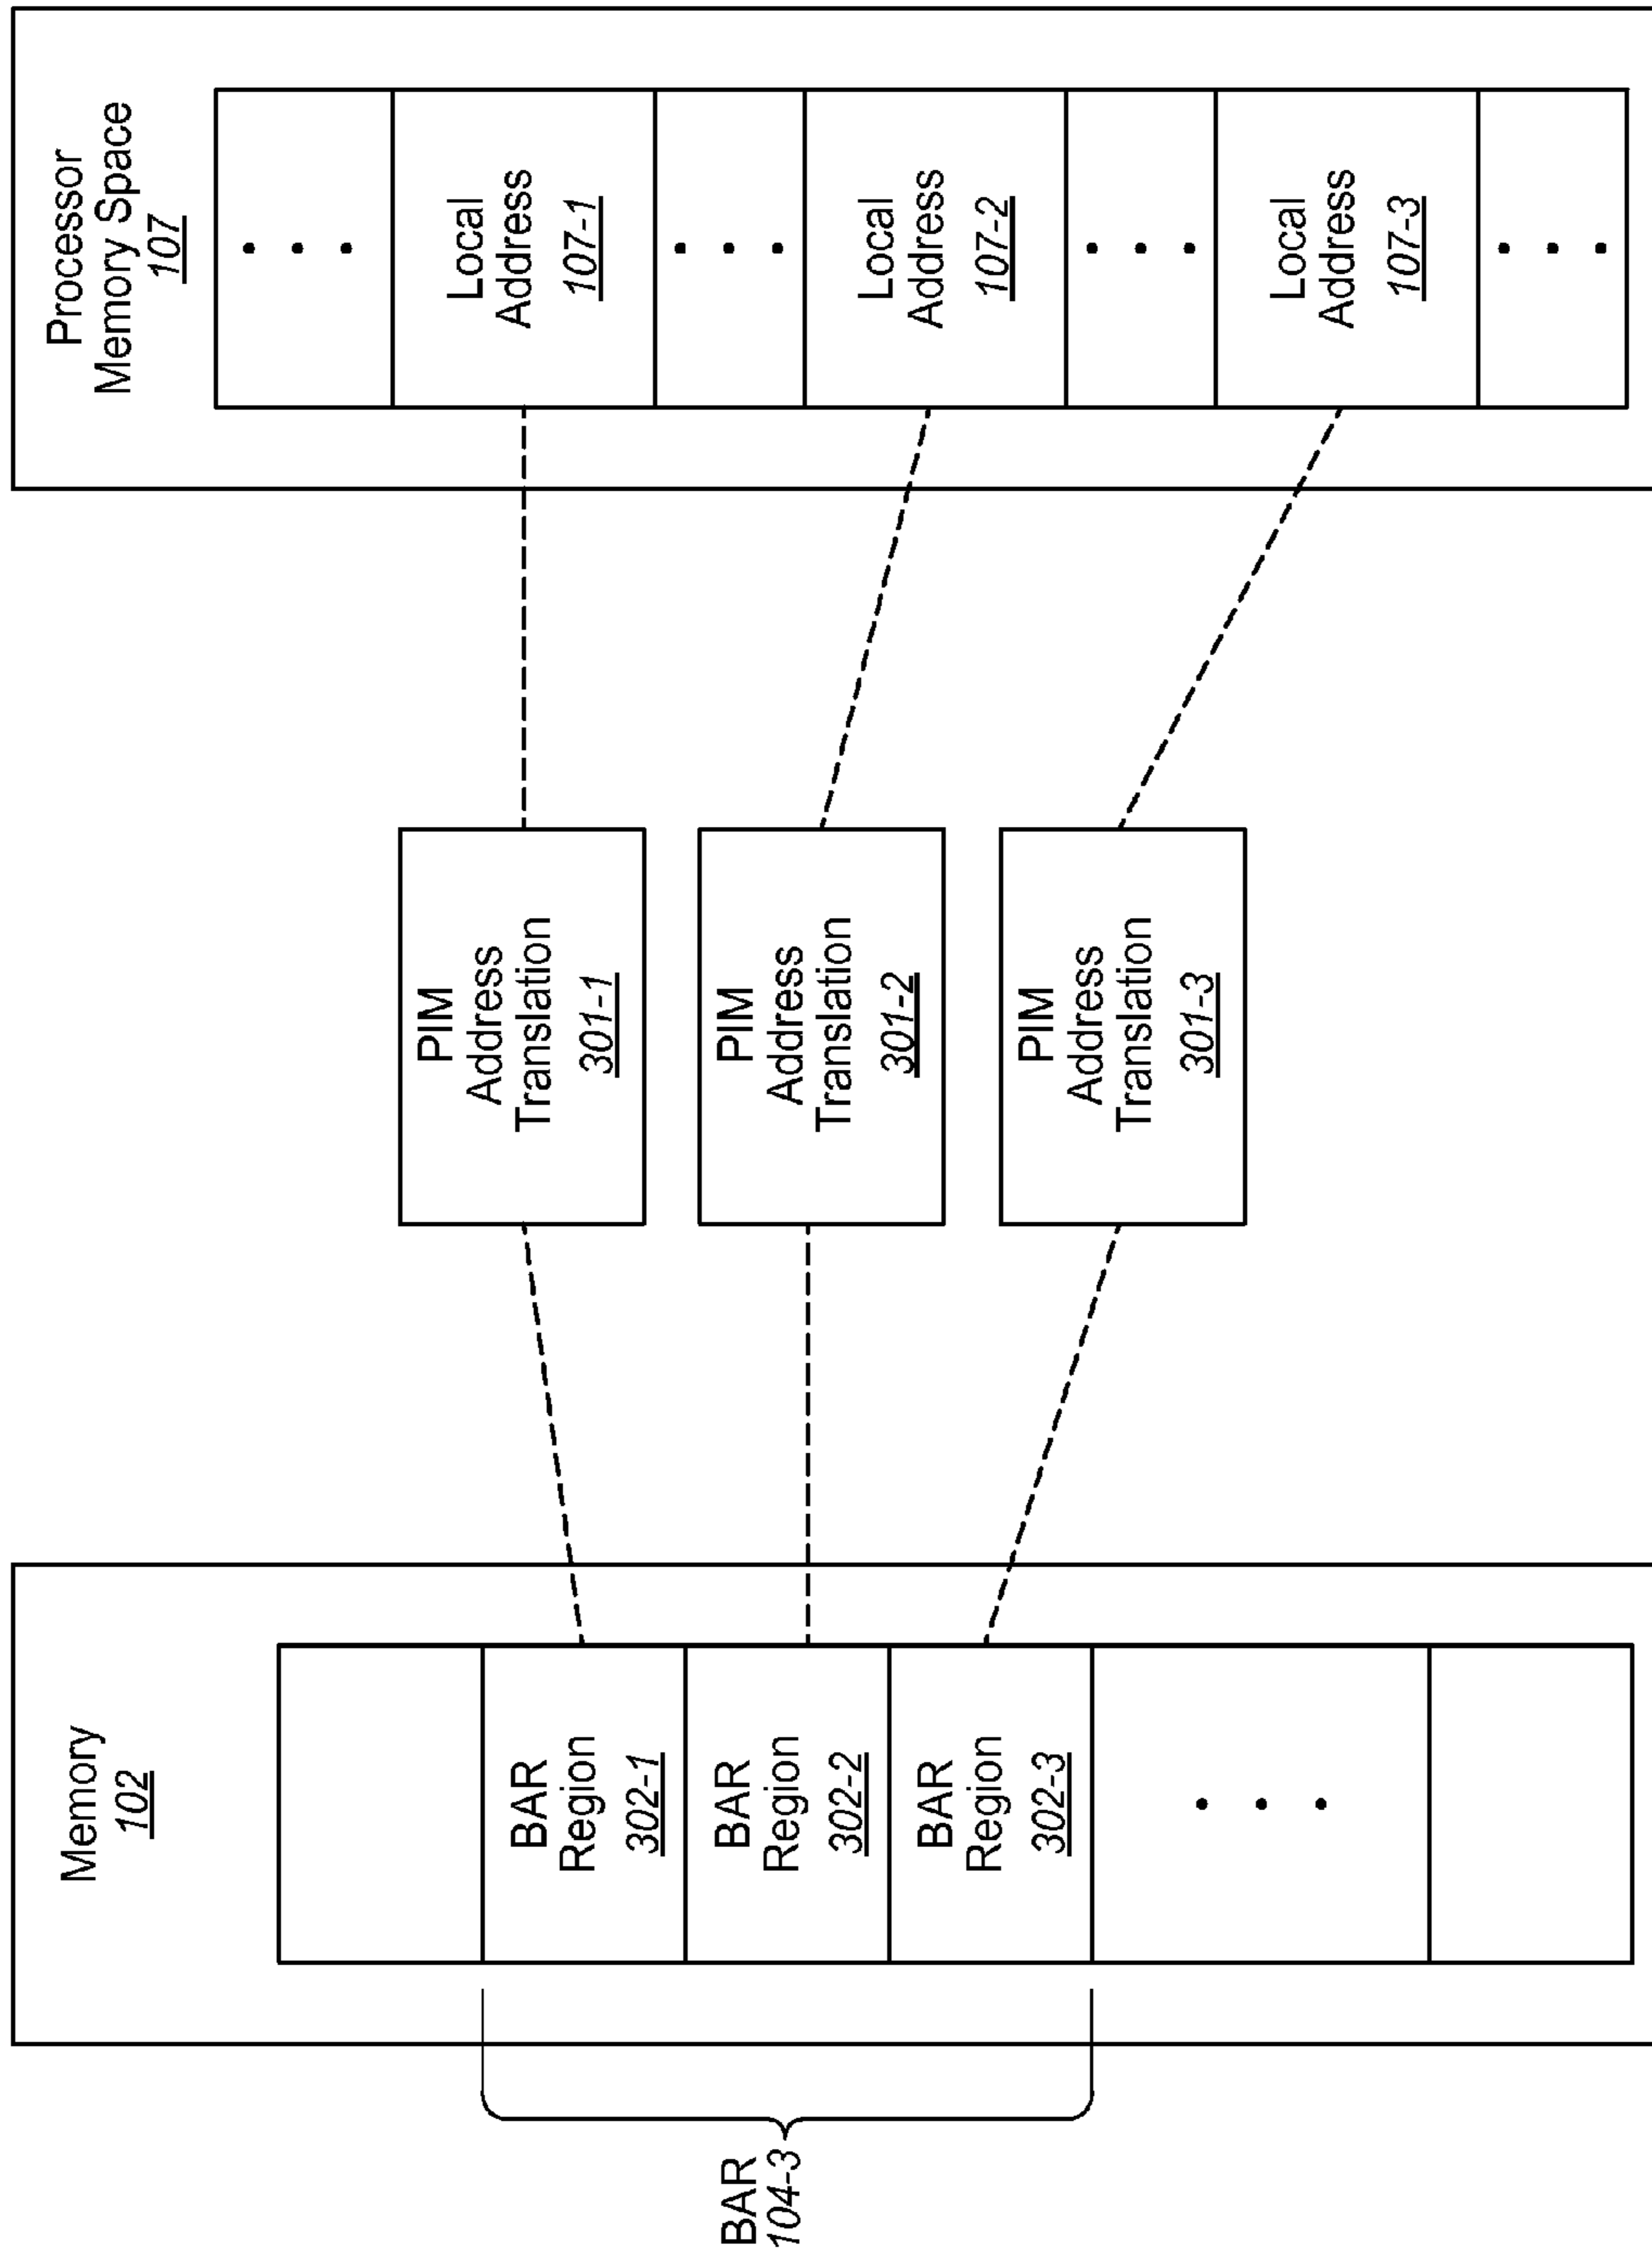 BAR
104-3
Memory
102
BAR
Region
302-1
BAR
Region
302-2
BAR
Region
302-3
PIM
Address
Translation
301-1
PIM
Address
Translation
301-2
PIM
Address
Translation
301-3
Processor
Memory Space
107
Local
Address
107-1
Local
Address
107-2
Local
Address
107-3